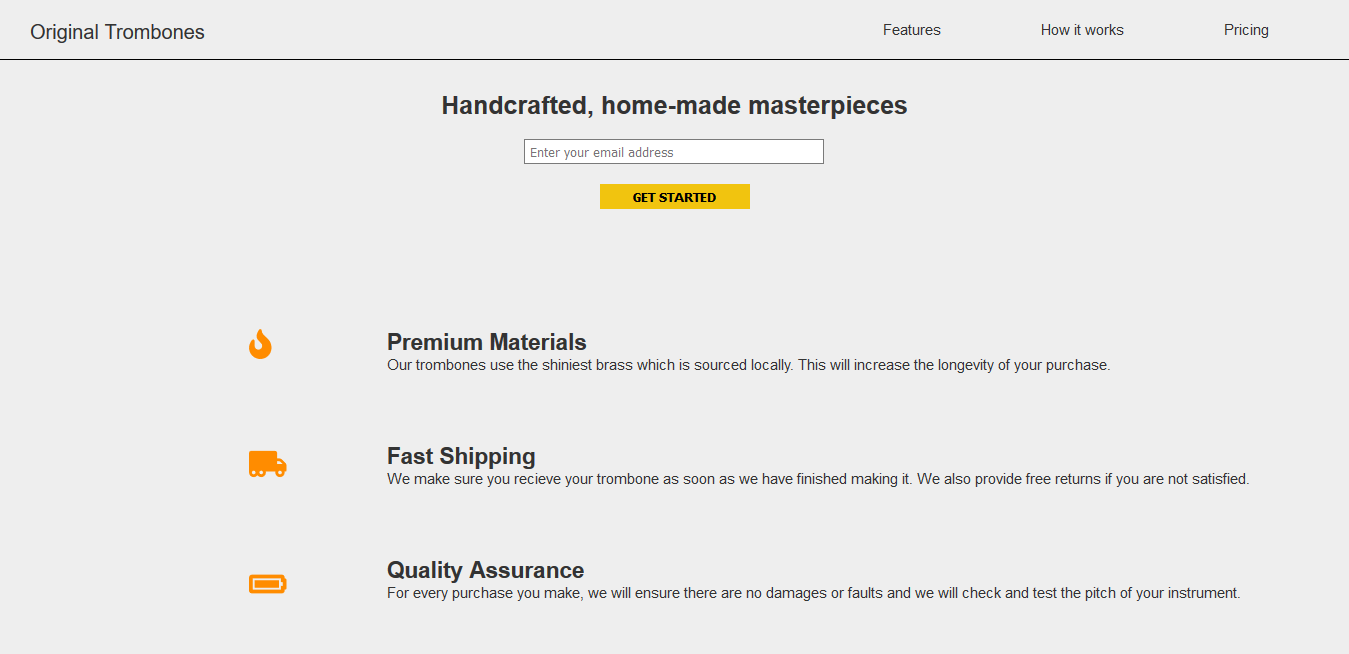 Original Trombones
Features
How it works
Pricing
Handcrafted, home-made masterpieces
Enter your email address
GET STARTED
Premium Materials
Our trombones use the shiniest brass which is sourced locally. This will increase the longevity of your purchase.
Fast Shipping
We make sure you recieve your trombone as soon as we have finished making it. We also provide free returns if you are not satisfied.
Quality Assurance
For every purchase you make, we will ensure there are no damages or faults and we will check and test the pitch of your instrument.